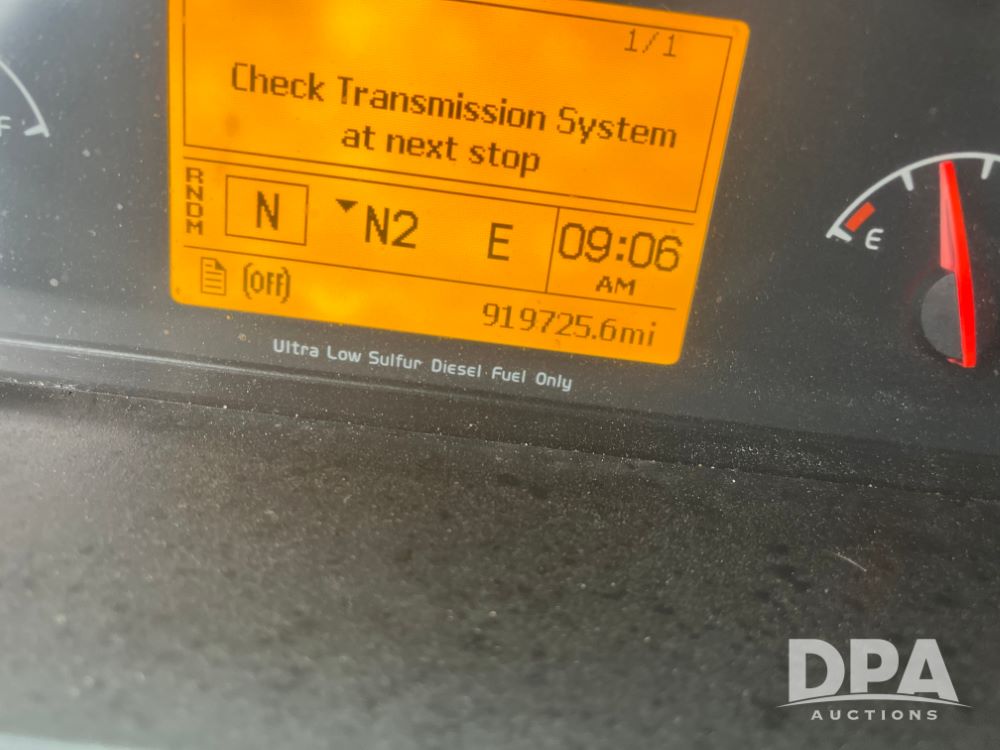 1/1
Check Transmission System
at next stop
RNDM
N
N2
E
09:06
AM
(OFF)
919725.6mi
Ultra Low Sulfur Diesel Fuel Only
F
E
DPA
AUCTIONS